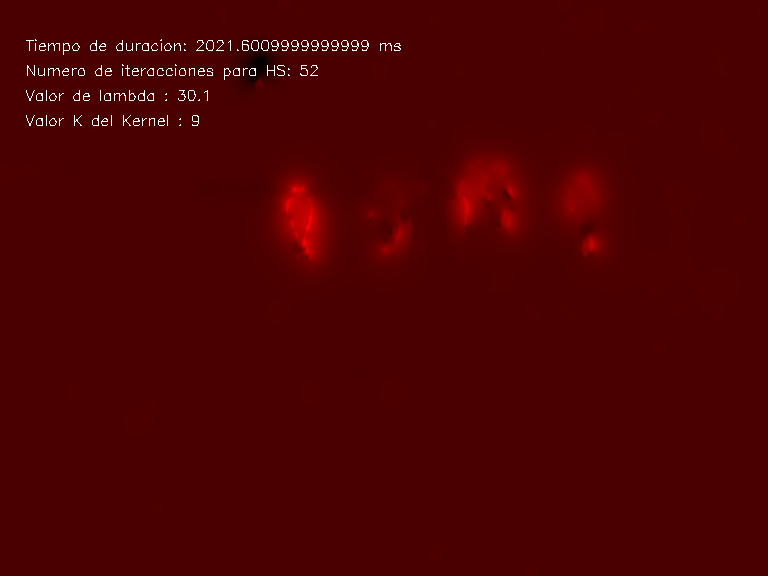 Tiempo de duracion: 2021.6009999999999 ms
Numero de iteracciones para HS: 52
Valor de lambda : 30.1
Valor K del Kernel : 9